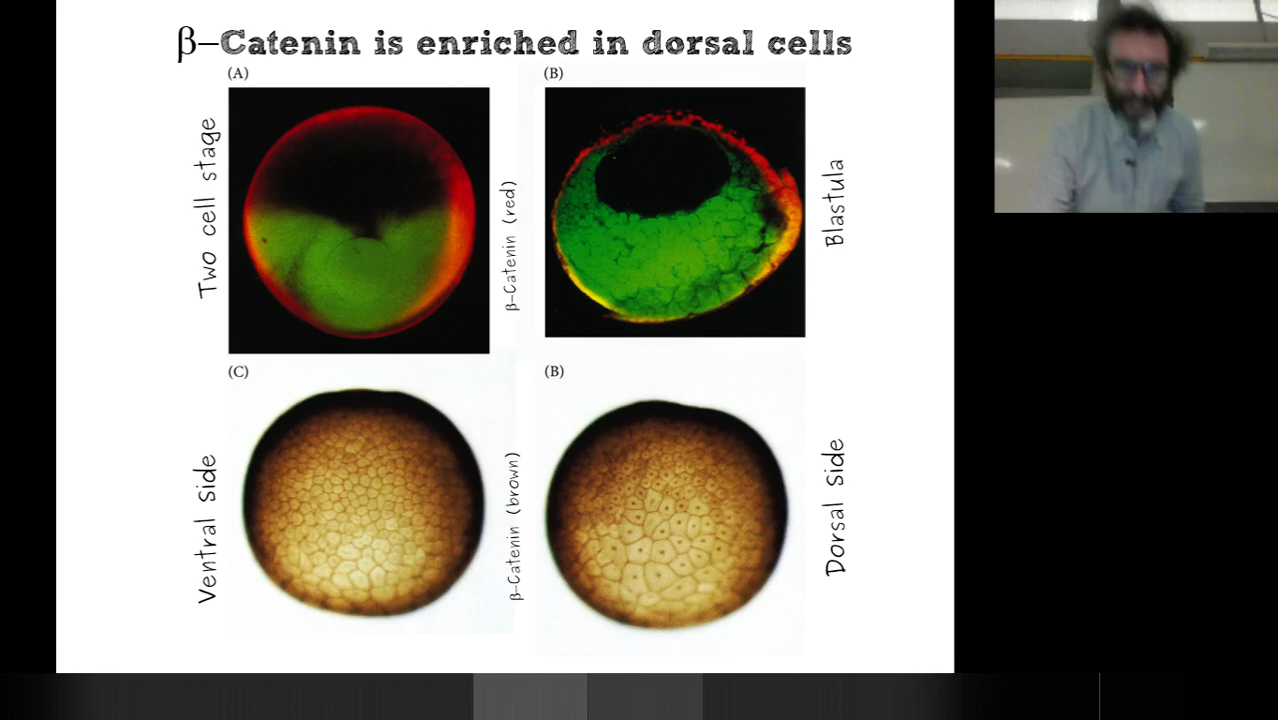 β–Catenin is enriched in dorsal cells
(A)
(B)
Two cell stage
β-Catenin (red)
Blastula
(C)
(B)
Ventral side
β-Catenin (brown)
Dorsal side